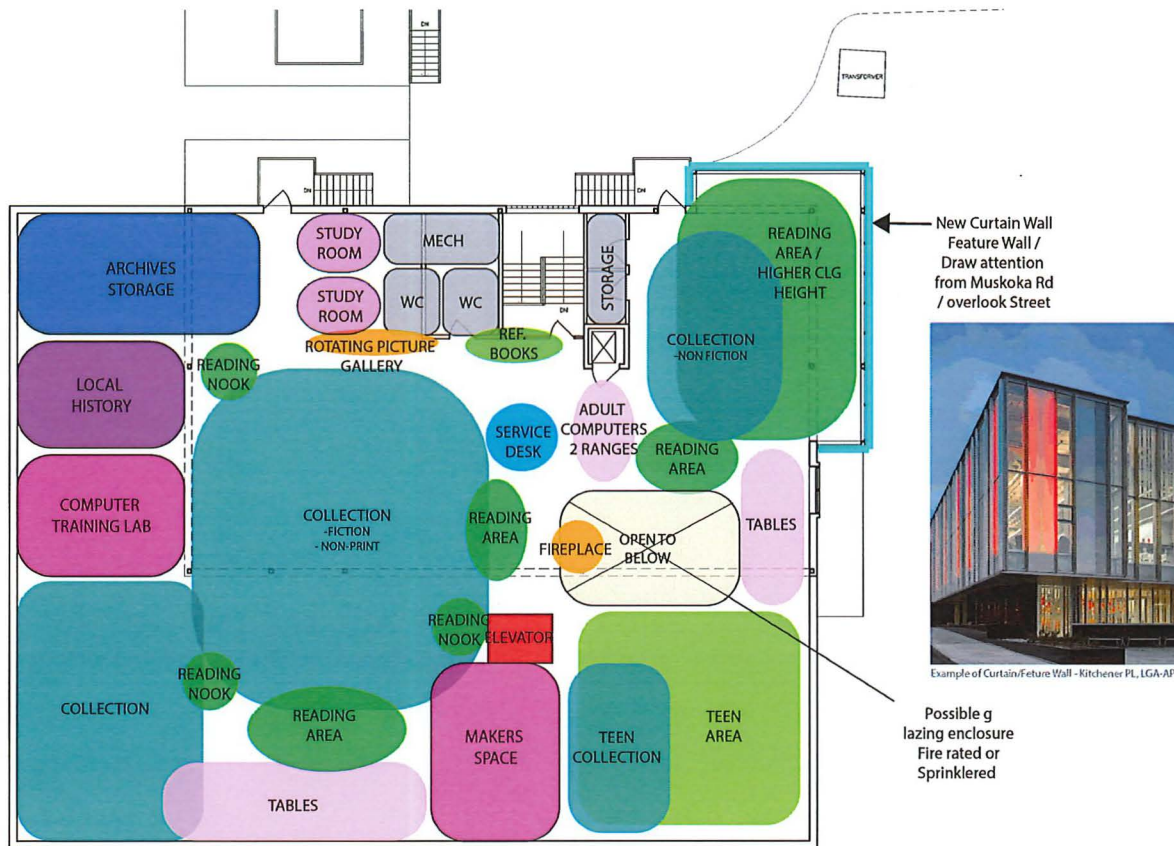 DN
TRANSFORMER
DN
DN
ARCHIVES
STORAGE
STUDY
ROOM
MECH
STORAGE
READING
AREA /
HIGHER CLG
HEIGHT
New Curtain Wall
Feature Wall /
Draw attention
from Muskoka Rd
/ overlook Street
STUDY
ROOM
WC
WC
DN
ROTATING PICTURE
GALLERY
REF.
BOOKS
COLLECTION
-NON FICTION
LOCAL
HISTORY
READING
NOOK
SERVICE
DESK
ADULT
COMPUTERS
2 RANGES
READING
AREA
COMPUTER
TRAINING LAB
COLLECTION
-FICTION
- NON-PRINT
READING
AREA
FIREPLACE
OPEN TO
BELOW
TABLES
READING
NOOK
ELEVATOR
Example of Curtain/Feture Wall - Kitchener PL, LGA-AP
COLLECTION
READING
NOOK
READING
AREA
MAKERS
SPACE
TEEN
COLLECTION
TEEN
AREA
Possible g
lazing enclosure
Fire rated or
Sprinklered
TABLES